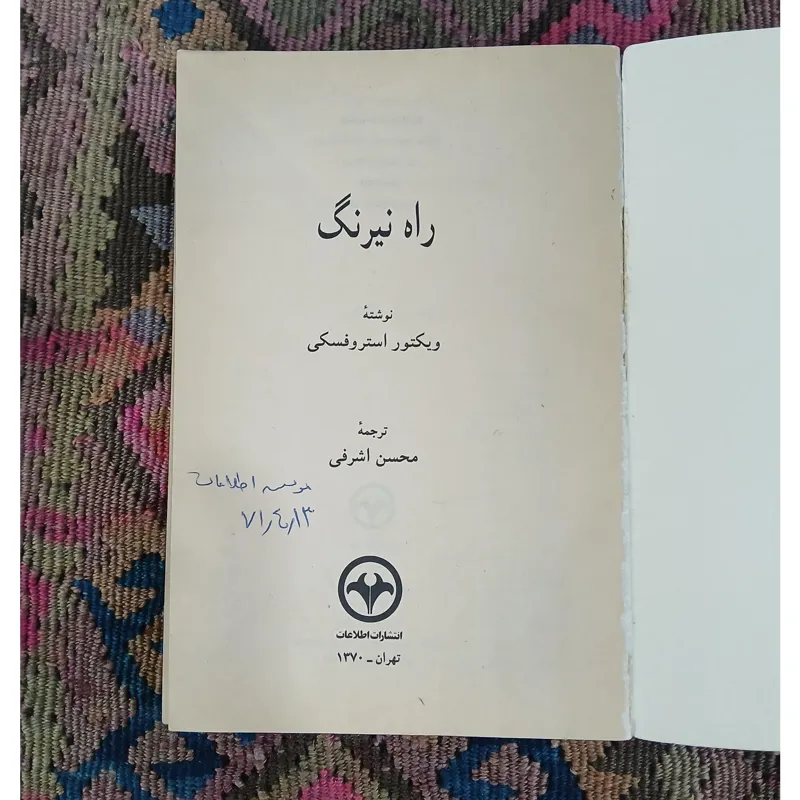 راه نیرنگ
نوشتهٔ
ویکتور استروفسکی
ترجمهٔ
محسن اشرفی
موسسه اطلاعات
۷۱/۴/۱۳
انتشارات اطلاعات
تهران ـ ۱۳۷۰